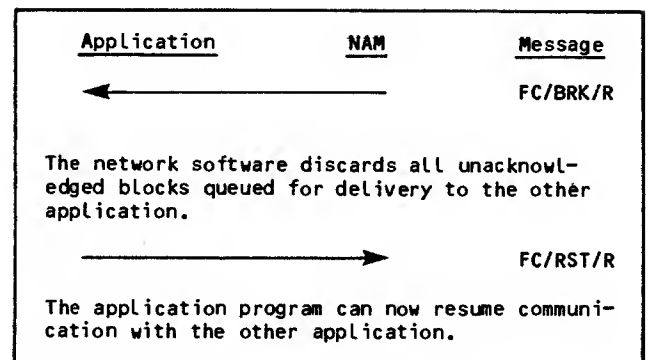 Application NAM Message
FC/BRK/R
The network software discards all unacknowl-
edged blocks queued for delivery to the other
application.
FC/RST/R
The application program can now resume communi-
cation with the other application.